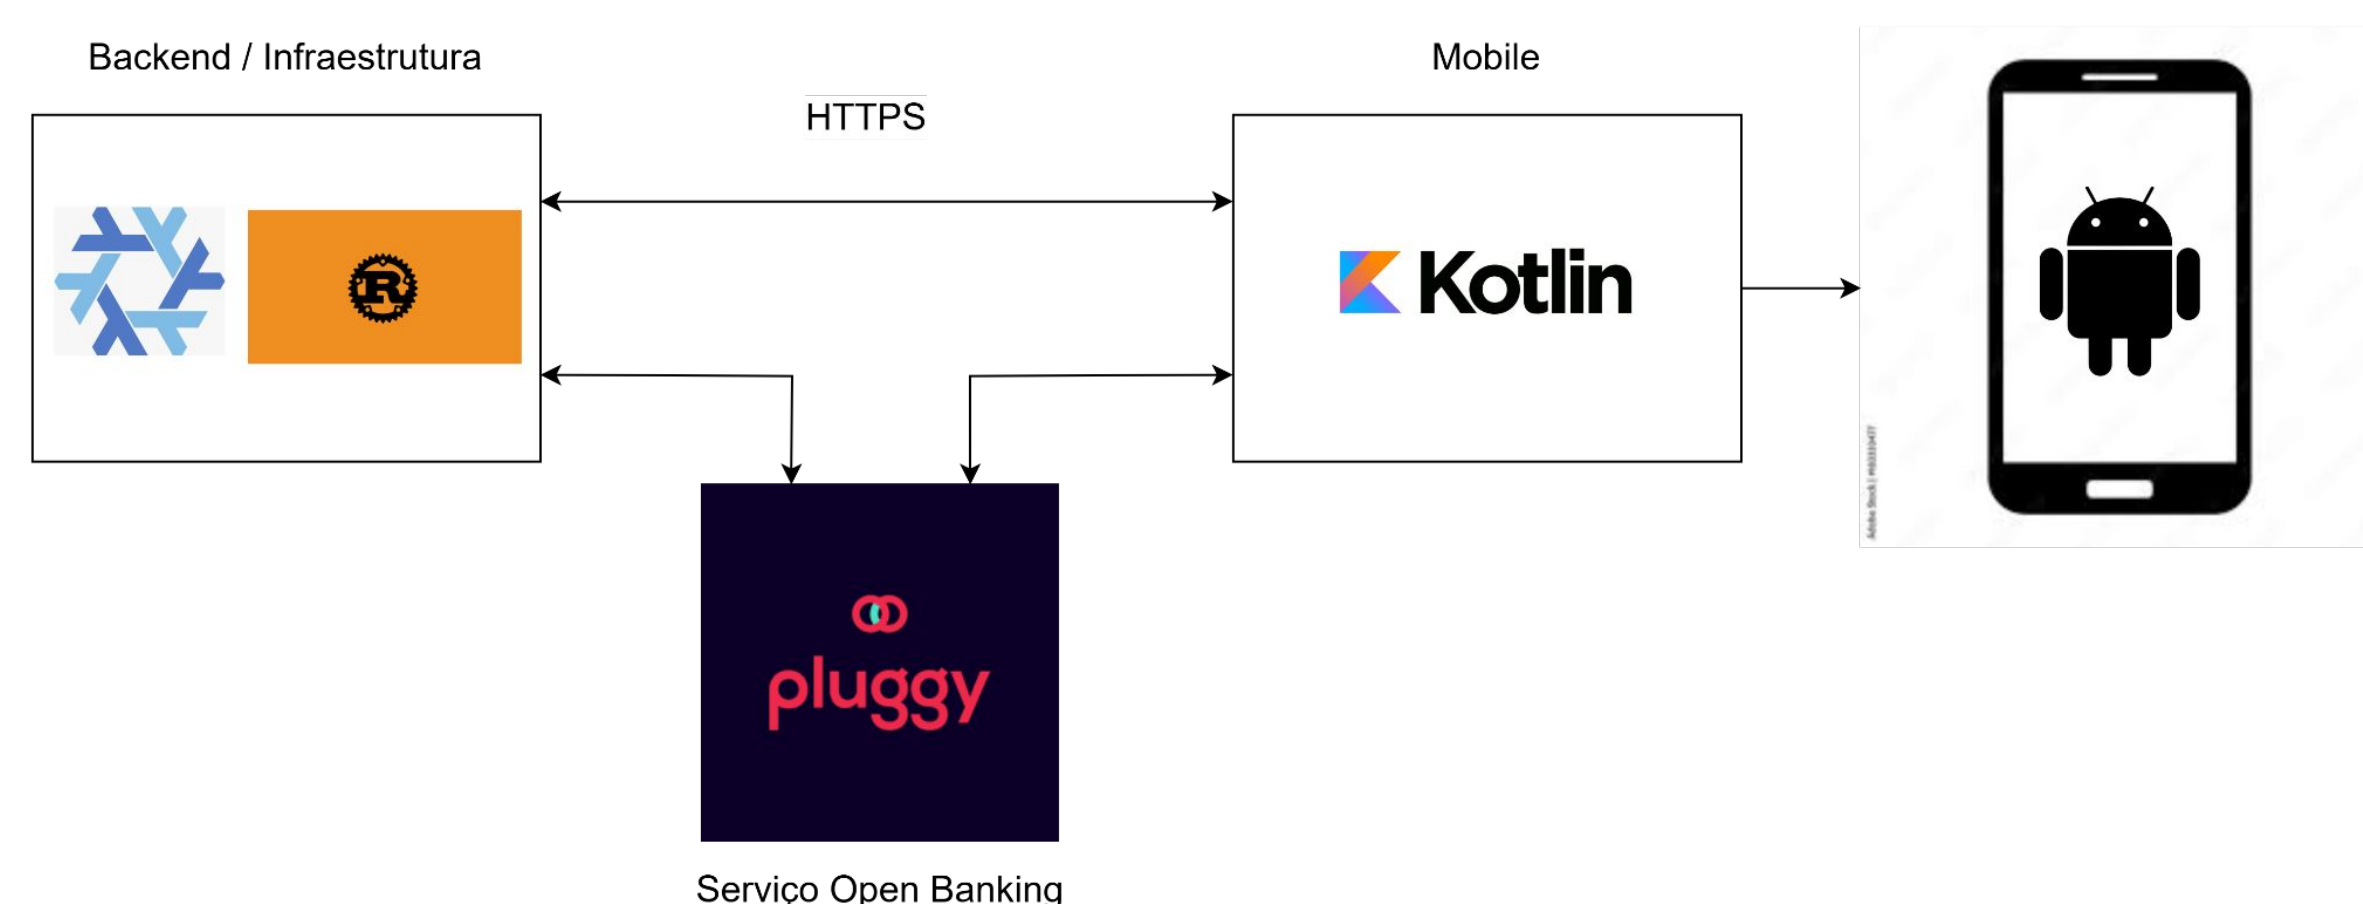 Backend / Infraestrutura
Mobile
HTTPS
R
Kotlin
pluggy
Serviço Open Banking